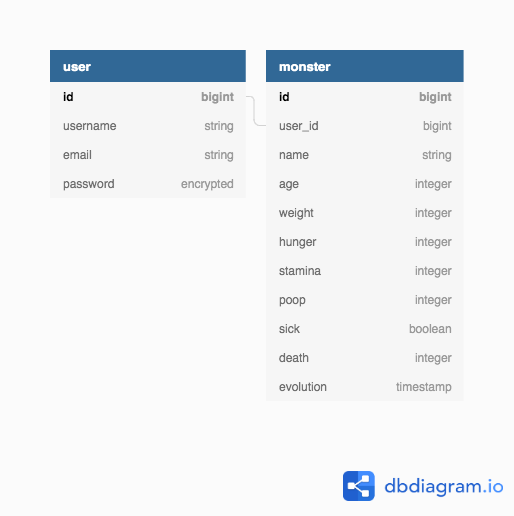 user
id bigint
username string
email string
password encrypted
monster
id bigint
user_id bigint
name string
age integer
weight integer
hunger integer
stamina integer
poop integer
sick boolean
death integer
evolution timestamp
dbdiagram.io